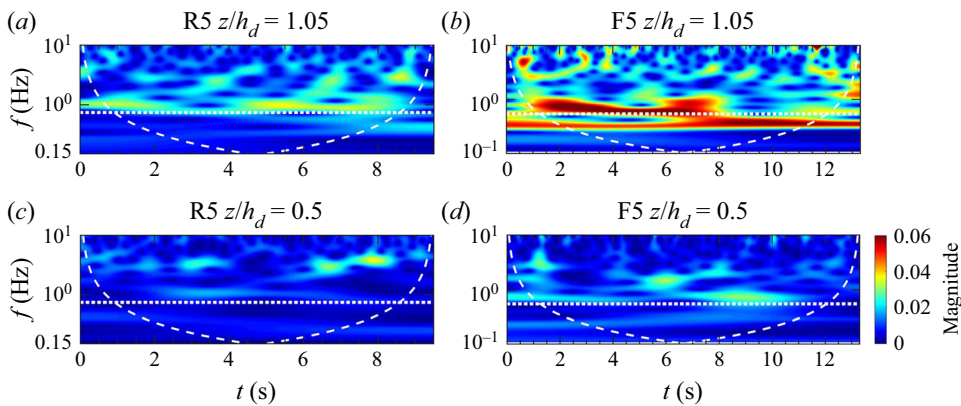 (a) R5 z/h_d = 1.05
(b) F5 z/h_d = 1.05
f (Hz)
10^1
10^0
0.15
0 2 4 6 8
10^1
10^0
10^−1
0 2 4 6 8 10 12
(c) R5 z/h_d = 0.5
(d) F5 z/h_d = 0.5
f (Hz)
10^1
10^0
0.15
0 2 4 6 8
t (s)
10^1
10^0
10^−1
0 2 4 6 8 10 12
t (s)
0.06
0.04
0.02
0
Magnitude